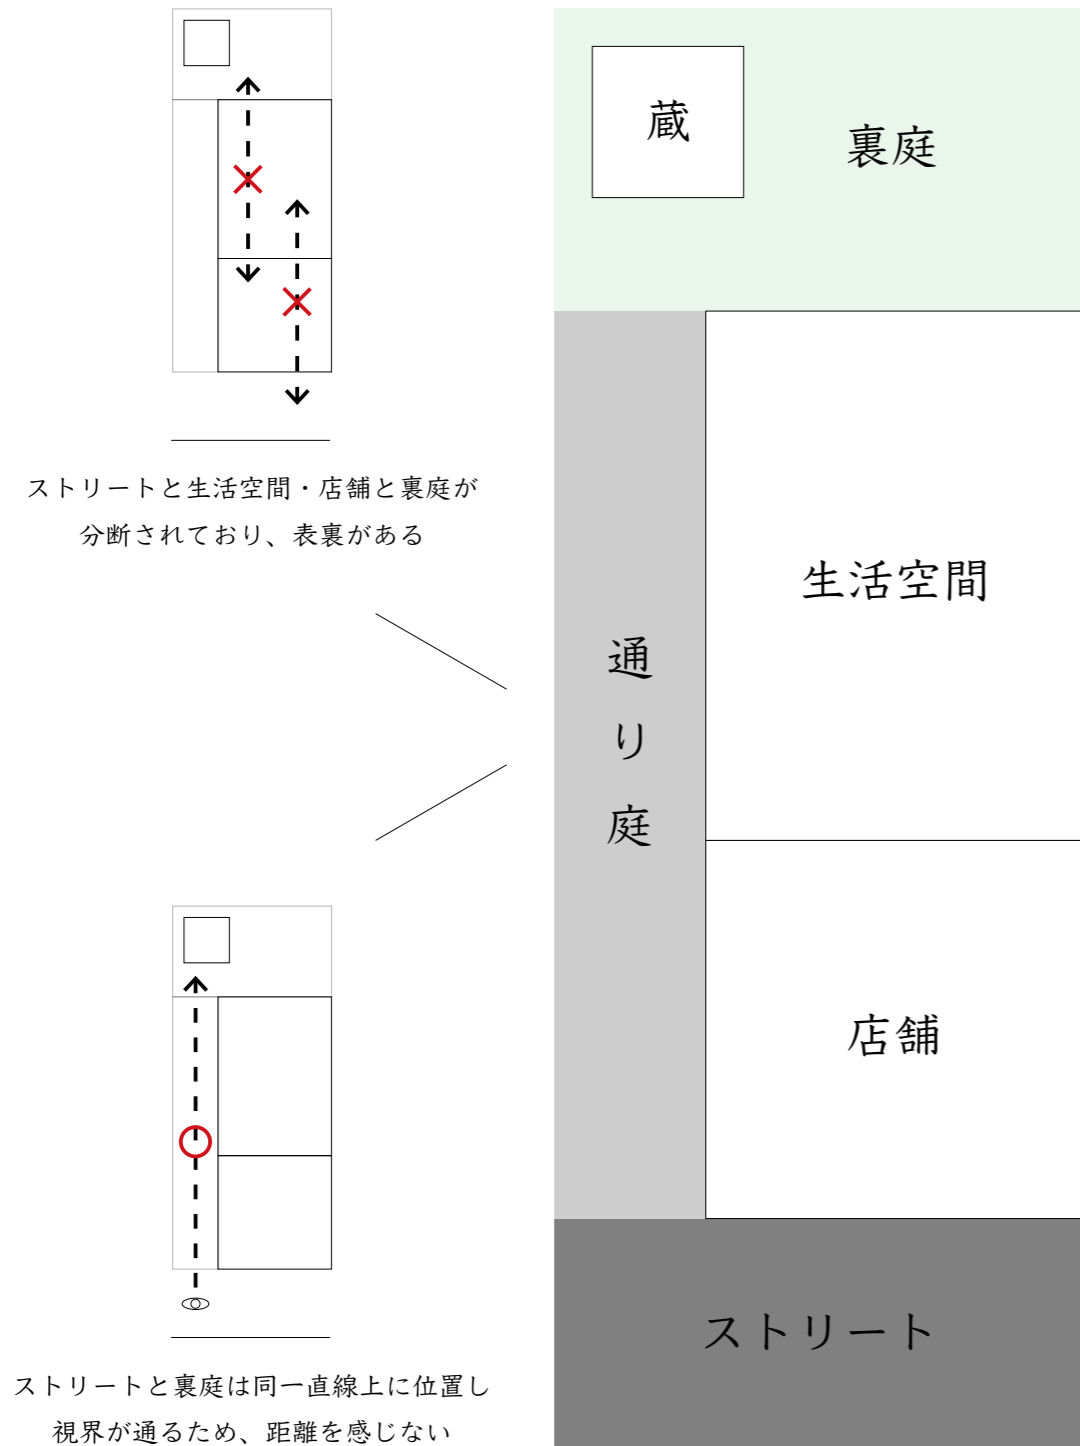 ストリートと生活空間・店舗と裏庭が
分断されており、表裏がある
ストリートと裏庭は同一直線上に位置し
視界が通るため、距離を感じない
蔵
裏庭
生活空間
通り庭
店舗
ストリート